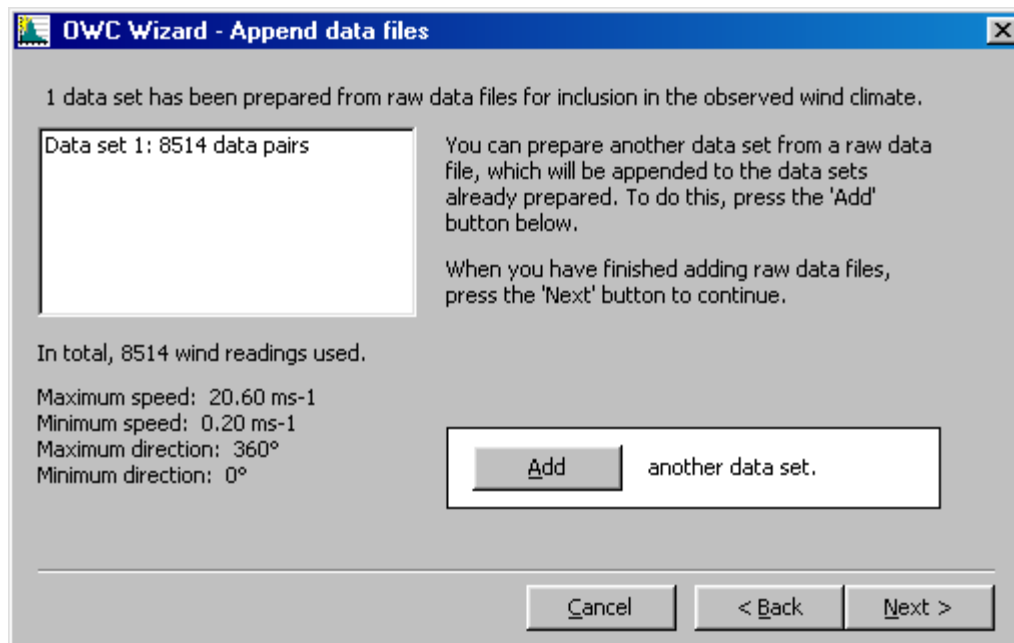 OWC Wizard - Append data files
1 data set has been prepared from raw data files for inclusion in the observed wind climate.
Data set 1: 8514 data pairs
You can prepare another data set from a raw data
file, which will be appended to the data sets
already prepared. To do this, press the 'Add'
button below.
When you have finished adding raw data files,
press the 'Next' button to continue.
In total, 8514 wind readings used.
Maximum speed: 20.60 ms-1
Minimum speed: 0.20 ms-1
Maximum direction: 360º
Minimum direction: 0º
Add another data set.
Cancel < Back Next >